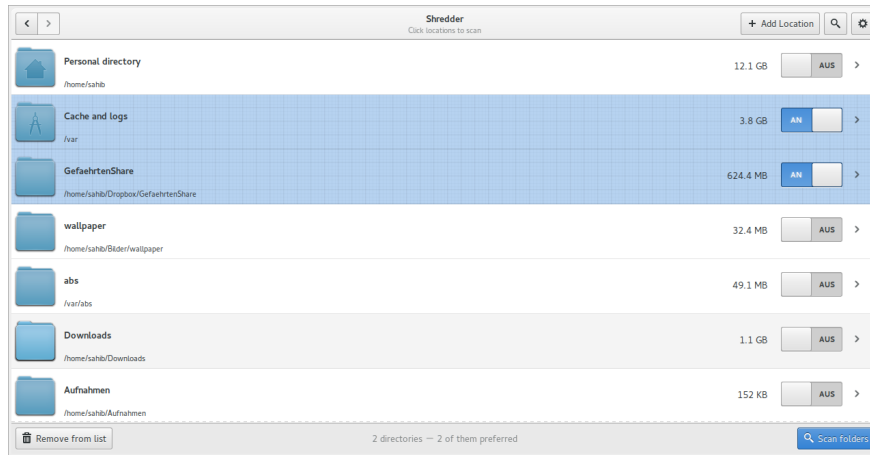 Shredder
Click locations to scan
+ Add Location
Personal directory
/home/sahib
12.1 GB
AUS
Cache and logs
/var
3.8 GB
AN
GefaehrtenShare
/home/sahib/Dropbox/GefaehrtenShare
624.4 MB
AN
wallpaper
/home/sahib/Bilder/wallpaper
32.4 MB
AUS
abs
/var/abs
49.1 MB
AUS
Downloads
/home/sahib/Downloads
1.1 GB
AUS
Aufnahmen
/home/sahib/Aufnahmen
152 KB
AUS
Remove from list
2 directories — 2 of them preferred
Scan folders